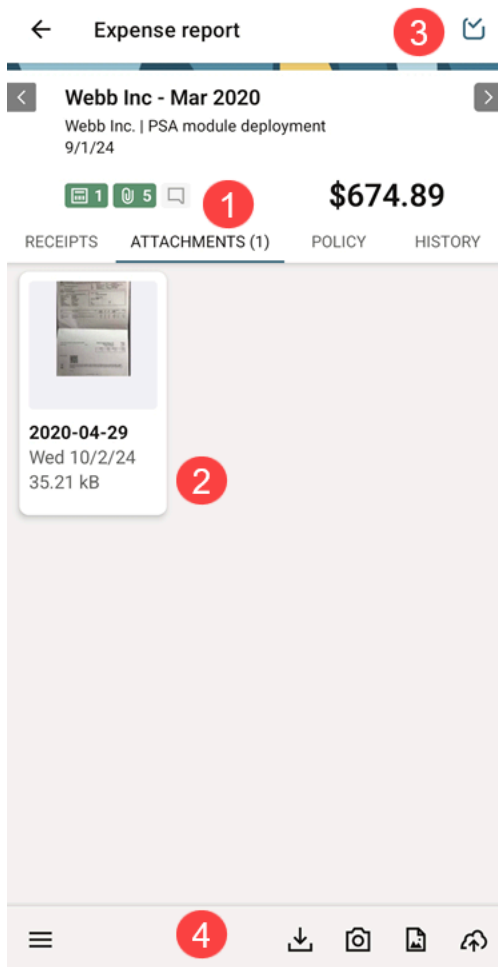 Expense report
3
Webb Inc - Mar 2020
Webb Inc. | PSA module deployment
9/1/24
1 5
1
$674.89
RECEIPTS ATTACHMENTS (1) POLICY HISTORY
2020-04-29
Wed 10/2/24
35.21 kB
2
4